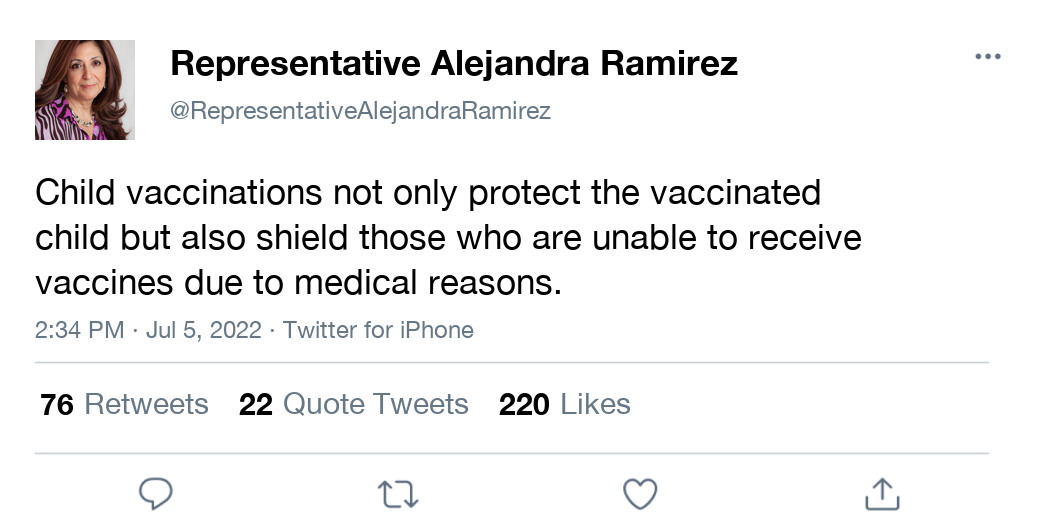 Representative Alejandra Ramirez
@RepresentativeAlejandraRamirez
Child vaccinations not only protect the vaccinated
child but also shield those who are unable to receive
vaccines due to medical reasons.
2:34 PM · Jul 5, 2022 · Twitter for iPhone
76 Retweets 22 Quote Tweets 220 Likes